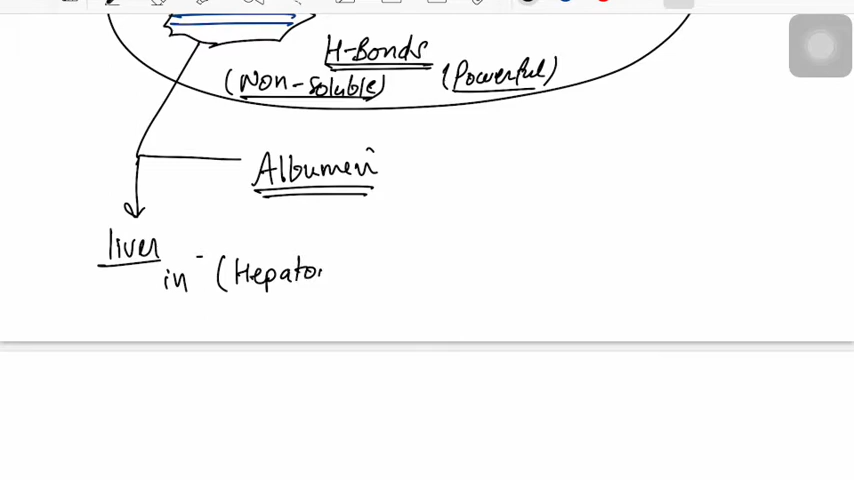 H-Bonds
(Non-soluble) (Powerful)
Albumen
liver
in - (Hepato